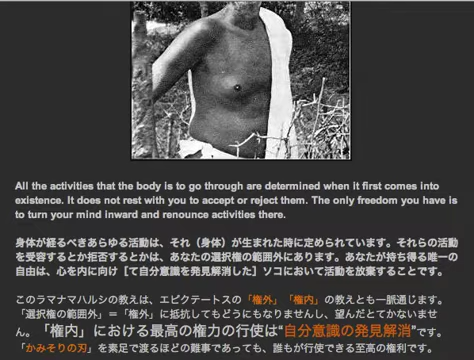 All the activities that the body is to go through are determined when it first comes into
existence. It does not rest with you to accept or reject them. The only freedom you have
is to turn your mind inward and renounce activities there.
身体が経るべきあらゆる活動は、それ（身体）が生まれた時に定められています。それらの活動
を受容するとか拒否するとかは、あなたの選択権の範囲外にあります。あなたが持ち得る唯一の
自由は、心を内に向け【て自分意識を発見解消した】ソコにおいて活動を放棄することです。
このラマナマハルシの教えは、エピクテートスの「権外」「権内」の教えとも一脈通じます。
「選択権の範囲外」＝「権外」に抵抗してもどうにもなりませんし、望んだとてかないませ
ん。「権内」における最高の権力の行使は“自分意識の発見解消”です。
「かみそりの刃」を素足で渡るほどの難事であっても、誰もが行使できる至高の権利です。